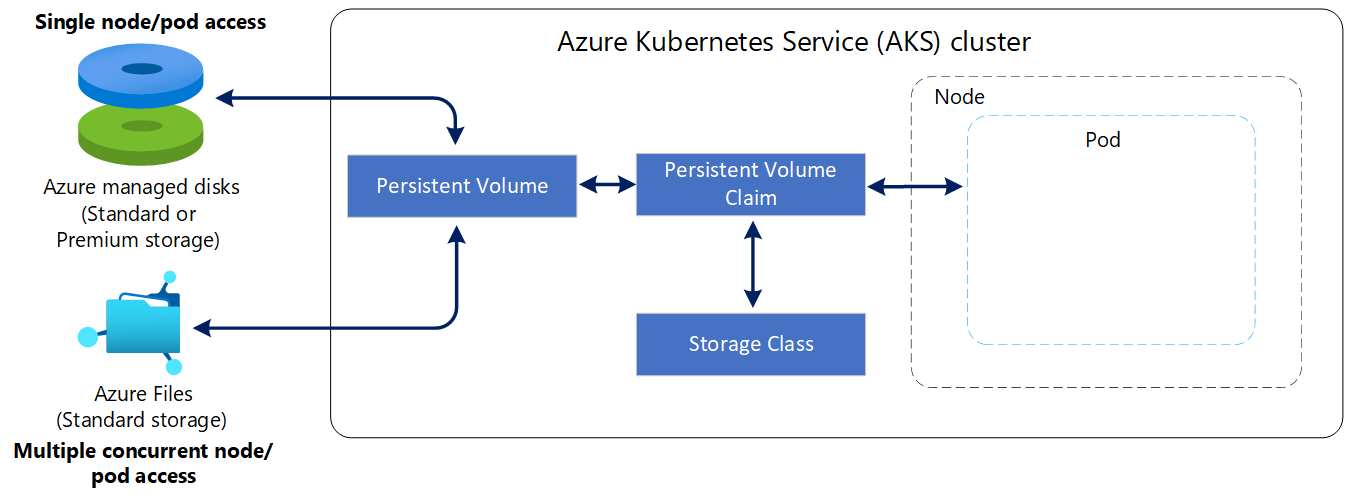 Single node/pod access
Azure managed disks
(Standard or
Premium storage)
Azure Files
(Standard storage)
Multiple concurrent node/
pod access
Azure Kubernetes Service (AKS) cluster
Persistent Volume
Persistent Volume
Claim
Storage Class
Node
Pod